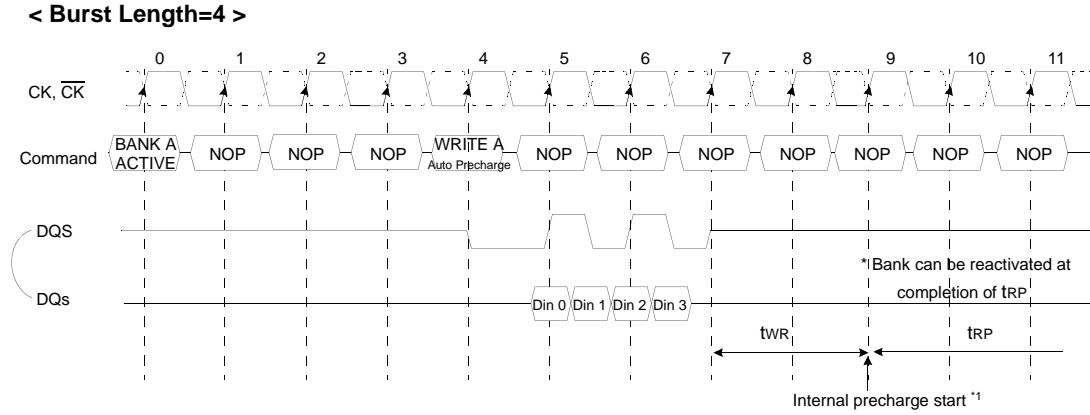 < Burst Length=4 >
0 1 2 3 4 5 6 7 8 9 10 11
CK, CK
Command
BANK A
ACTIVE
NOP NOP NOP
WRITE A
Auto Precharge
NOP NOP NOP NOP NOP NOP NOP
DQS
* Bank can be reactivated at
completion of tRP
DQs
Din 0 Din 1 Din 2 Din 3
tWR tRP
Internal precharge start *1